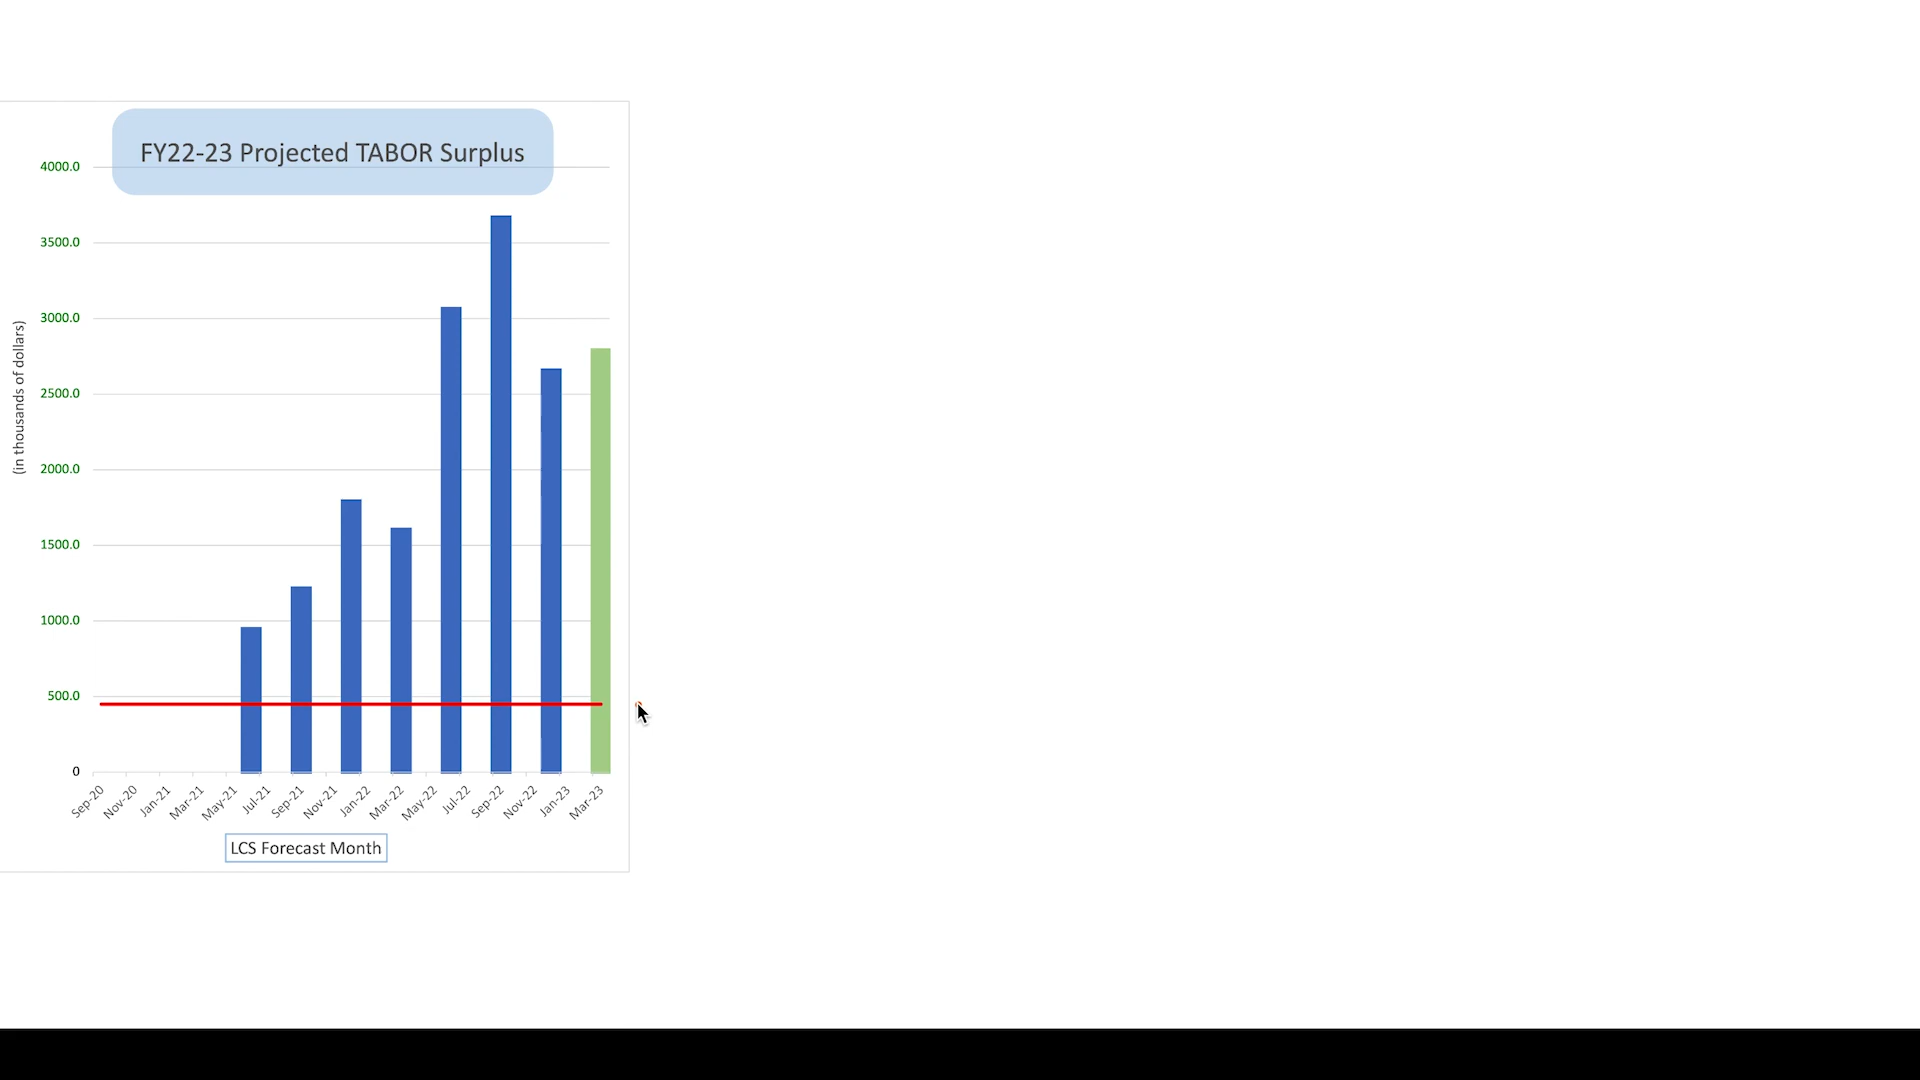 FY22-23 Projected TABOR Surplus
4000.0
3500.0
3000.0
2500.0
2000.0
1500.0
1000.0
500.0
0
(in thousands of dollars)
Sep-20 Nov-20 Jan-21 Mar-21 May-21 Jul-21 Sep-21 Nov-21 Jan-22 Mar-22 May-22 Jul-22 Sep-22 Nov-22 Jan-23 Mar-23
LCS Forecast Month